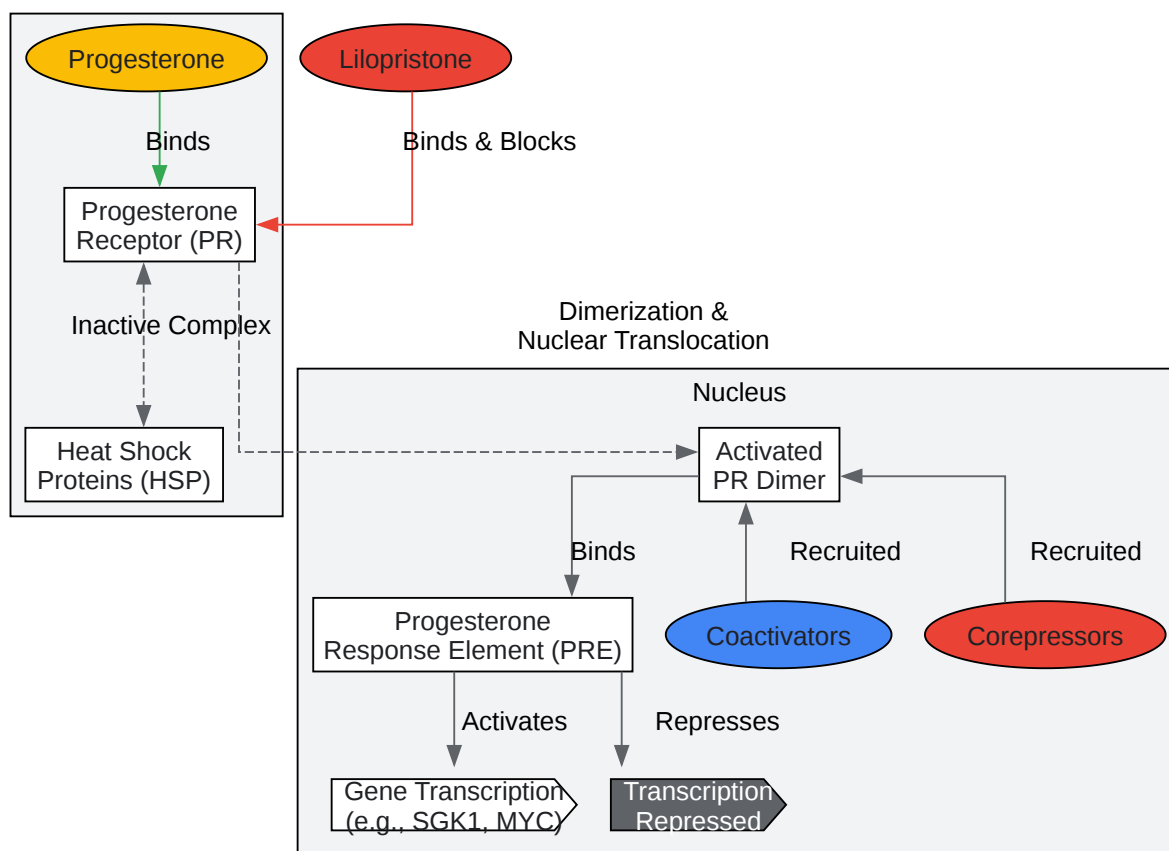 Progesterone
Lilopristone
Binds
Binds & Blocks
Progesterone
Receptor (PR)
Inactive Complex
Dimerization &
Nuclear Translocation
Nucleus
Heat Shock
Proteins (HSP)
Activated
PR Dimer
Binds
Recruited
Recruited
Progesterone
Response Element (PRE)
Coactivators
Corepressors
Activates
Represses
Gene Transcription
(e.g., SGK1, MYC)
Transcription
Repressed